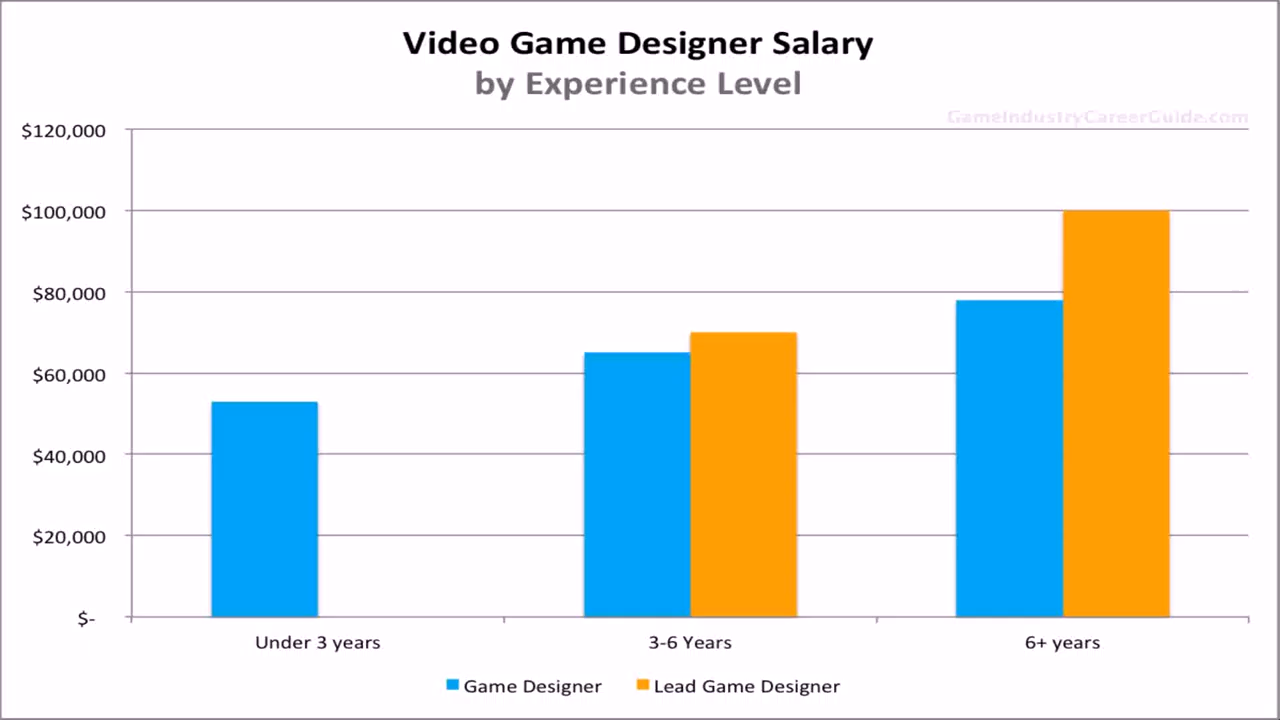 Video Game Designer Salary
by Experience Level
GameIndustryCareerGuide.com
$120,000
$100,000
$80,000
$60,000
$40,000
$20,000
$-
Under 3 years
3-6 Years
6+ years
Game Designer
Lead Game Designer